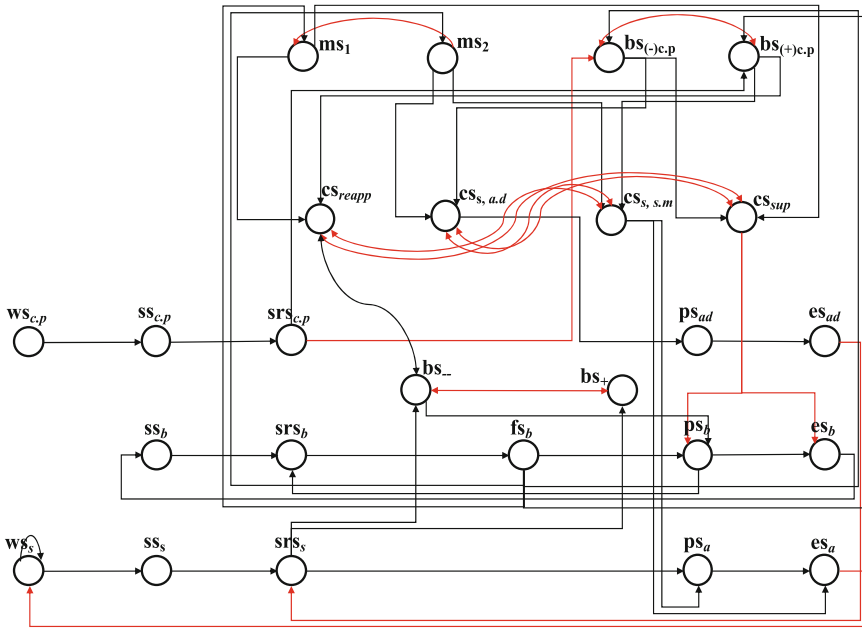 ms1 ms2 bs(-)c.p bs(+)c.p
csreapp css, a.d css, s.m cssup
wsc.p ssc.p srsc.p psad esad
bs-- bs+
ssb srsb fsb psb esb
wss sss srss psa esa